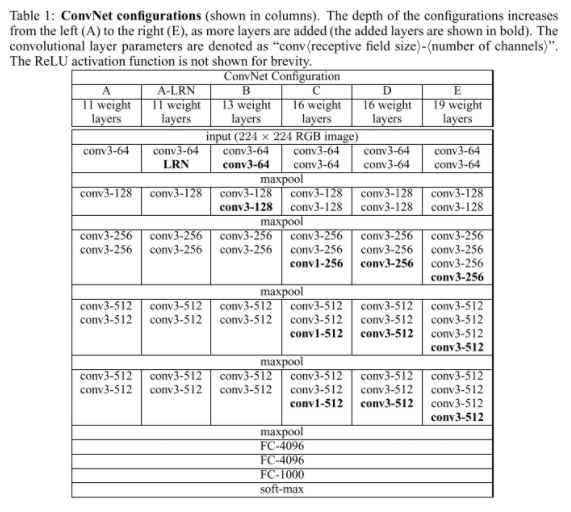 Table 1: ConvNet configurations (shown in columns). The depth of the configurations increases
from the left (A) to the right (E), as more layers are added (the added layers are shown in bold). The
convolutional layer parameters are denoted as “conv⟨receptive field size⟩-⟨number of channels⟩”.
The ReLU activation function is not shown for brevity.
ConvNet Configuration
A A-LRN B C D E
11 weight 11 weight 13 weight 16 weight 16 weight 19 weight
layers layers layers layers layers layers
input (224 × 224 RGB image)
conv3-64 conv3-64 conv3-64 conv3-64 conv3-64 conv3-64
LRN conv3-64 conv3-64 conv3-64 conv3-64
maxpool
conv3-128 conv3-128 conv3-128 conv3-128 conv3-128 conv3-128
conv3-128 conv3-128 conv3-128 conv3-128
maxpool
conv3-256 conv3-256 conv3-256 conv3-256 conv3-256 conv3-256
conv3-256 conv3-256 conv3-256 conv3-256 conv3-256 conv3-256
conv1-256 conv3-256 conv3-256
conv3-256
maxpool
conv3-512 conv3-512 conv3-512 conv3-512 conv3-512 conv3-512
conv3-512 conv3-512 conv3-512 conv3-512 conv3-512 conv3-512
conv1-512 conv3-512 conv3-512
conv3-512
maxpool
conv3-512 conv3-512 conv3-512 conv3-512 conv3-512 conv3-512
conv3-512 conv3-512 conv3-512 conv3-512 conv3-512 conv3-512
conv1-512 conv3-512 conv3-512
conv3-512
maxpool
FC-4096
FC-4096
FC-1000
soft-max